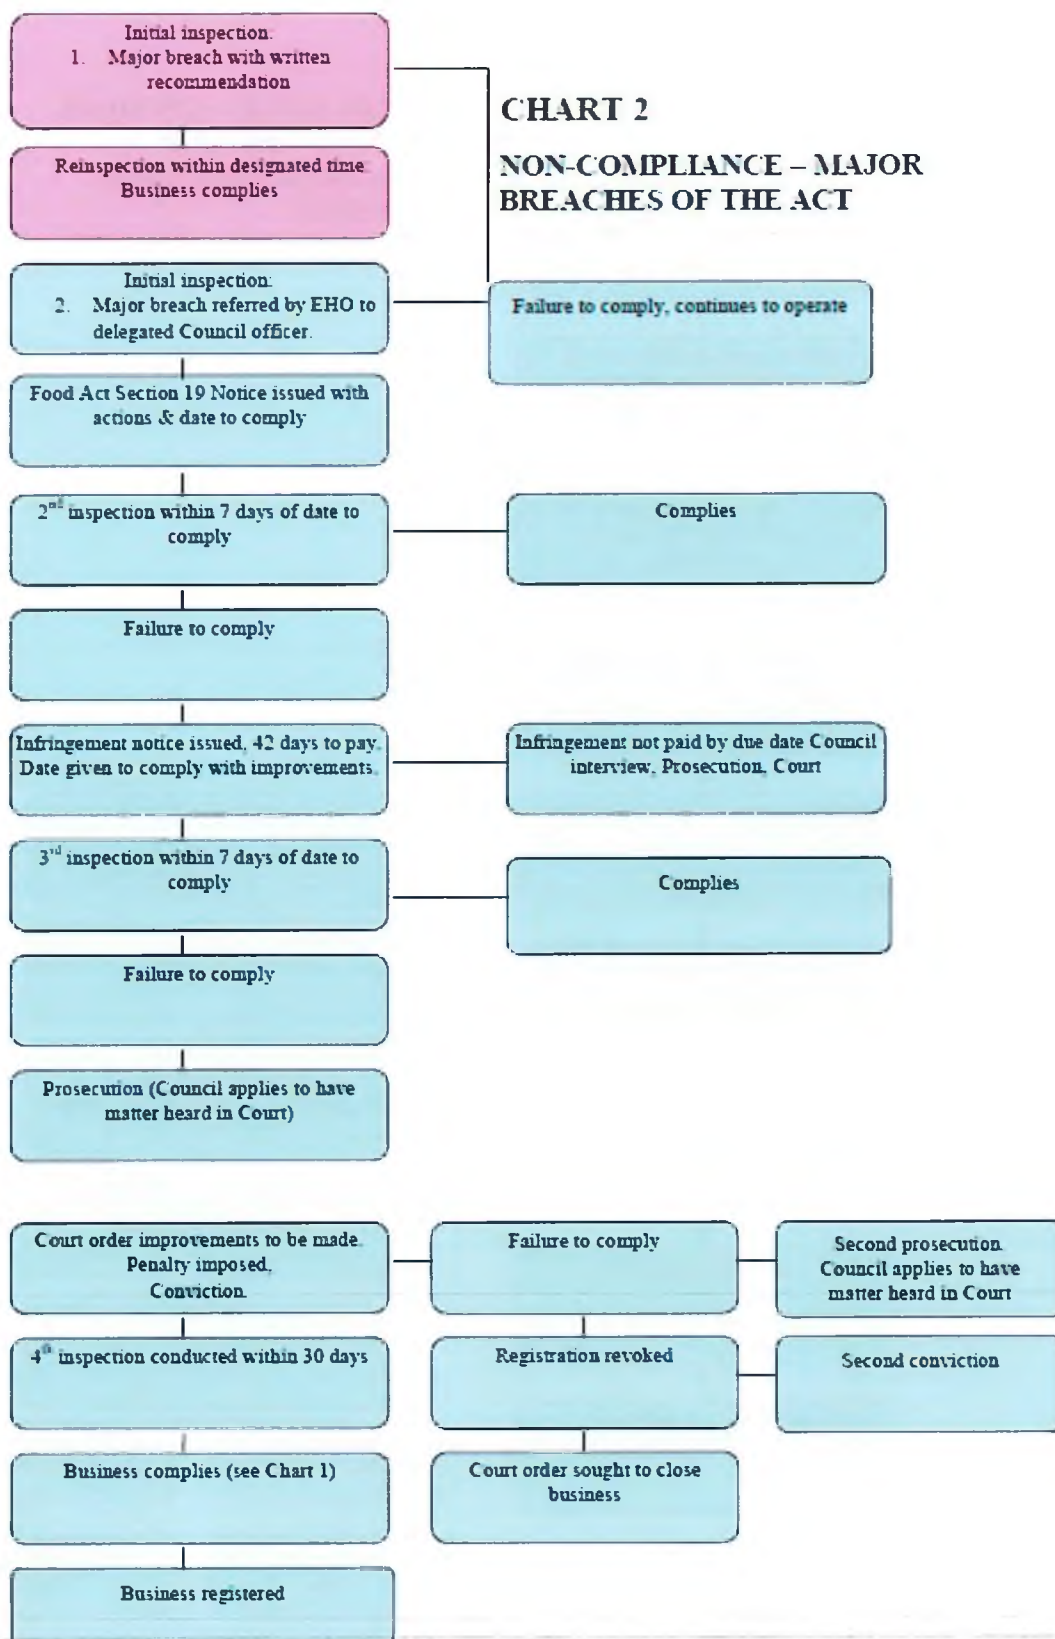 Initial inspection:
1. Major breach with written
recommendation
CHART 2
NON-COMPLIANCE – MAJOR
BREACHES OF THE ACT
Reinspection within designated time
Business complies
Initial inspection:
2. Major breach referred by EHO to
delegated Council officer.
Failure to comply, continues to operate
Food Act Section 19 Notice issued with
actions & date to comply
2nd inspection within 7 days of date to
comply
Complies
Failure to comply
Infringement notice issued, 42 days to pay.
Date given to comply with improvements.
Infringement not paid by due date Council
interview, Prosecution, Court
3rd inspection within 7 days of date to
comply
Complies
Failure to comply
Prosecution (Council applies to have
matter heard in Court)
Court order improvements to be made.
Penalty imposed,
Conviction.
Failure to comply
Second prosecution.
Council applies to have
matter heard in Court
4th inspection conducted within 30 days
Registration revoked
Second conviction
Business complies (see Chart 1)
Court order sought to close
business
Business registered